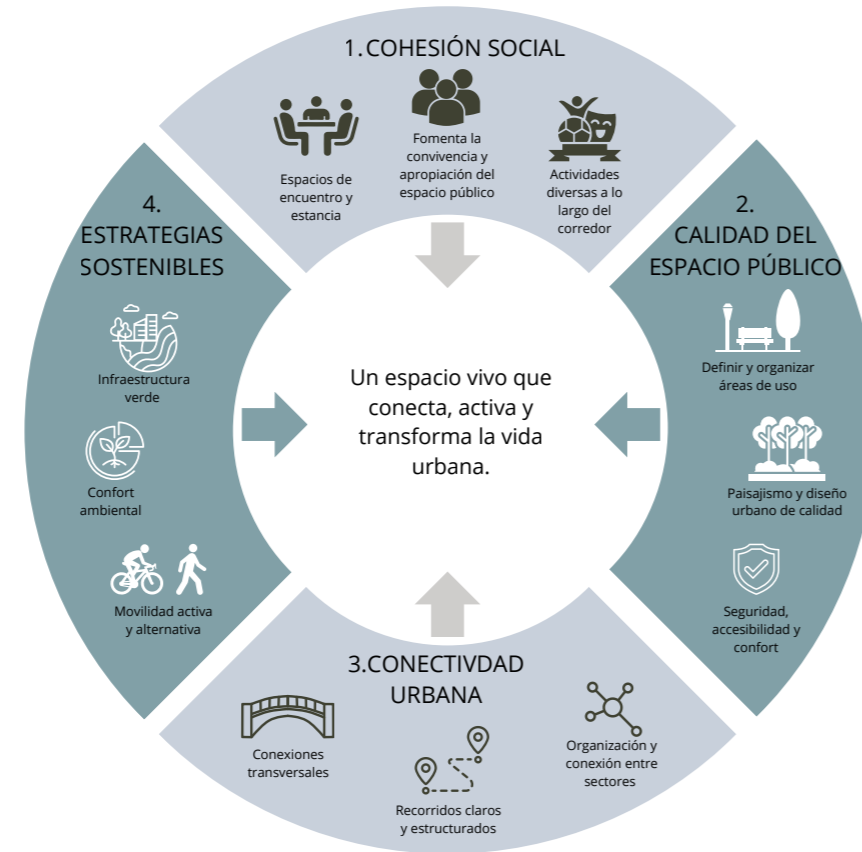 1.COHESIÓN SOCIAL
Espacios de
encuentro y
estancia
Fomenta la
convivencia y
apropiación del
espacio público
Actividades
diversas a lo
largo del
corredor
2.
CALIDAD DEL
ESPACIO PÚBLICO
Definir y organizar
áreas de uso
Paisajismo y diseño
urbano de calidad
Seguridad,
accesibilidad y
confort
3.CONECTIVDAD
URBANA
Conexiones
transversales
Recorridos claros
y estructurados
Organización y
conexión entre
sectores
4.
ESTRATEGIAS
SOSTENIBLES
Infraestructura
verde
Confort
ambiental
Movilidad activa
y alternativa
Un espacio vivo que
conecta, activa y
transforma la vida
urbana.